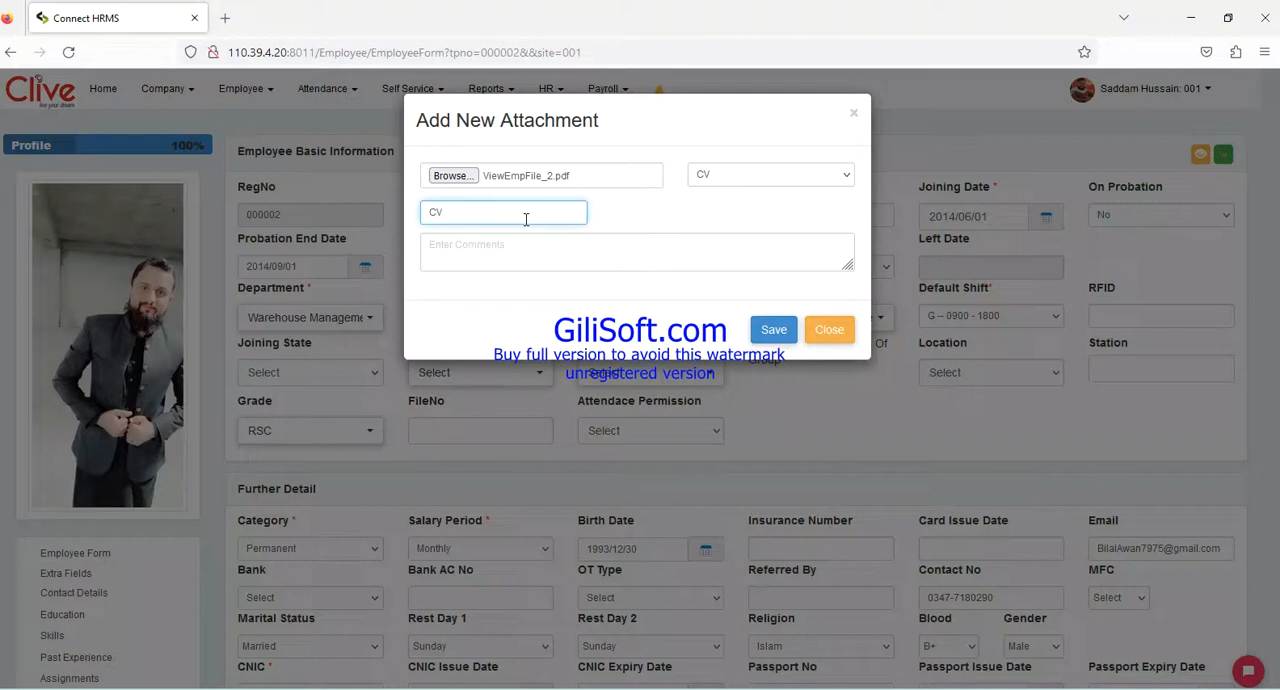 Connect HRMS
110.39.4.20:8011/Employee/EmployeeForm?tpno=000002&&site=001
Clive
live your dream
Home Company Employee Attendance Self Service Reports HR Payroll Saddam Hussain: 001
Add New Attachment
Browse... ViewEmpFile_2.pdf CV
CV
Enter Comments
Save Close
GiliSoft.com
Buy full version to avoid this watermark
unregistered version
Profile 100%
Employee Form
Extra Fields
Contact Details
Education
Skills
Past Experience
Assignments
Employee Basic Information
RegNo Joining Date * On Probation
000002 2014/06/01 No
Probation End Date Left Date
2014/09/01
Department * Default Shift* RFID
Warehouse Manageme G -- 0900 - 1800
Joining State Of Group Location Station
Select Select Select Select
Grade FileNo Attendace Permission
RSC Select
Further Detail
Category * Salary Period * Birth Date Insurance Number Card Issue Date Email
Permanent Monthly 1993/12/30 BilalAwan7975@gmail.com
Bank Bank AC No OT Type Referred By Contact No MFC
Select Select 0347-7180290 Select
Marital Status Rest Day 1 Rest Day 2 Religion Blood Gender
Married Sunday Sunday Islam B+ Male
CNIC * CNIC Issue Date CNIC Expiry Date Passport No Passport Issue Date Passport Expiry Date